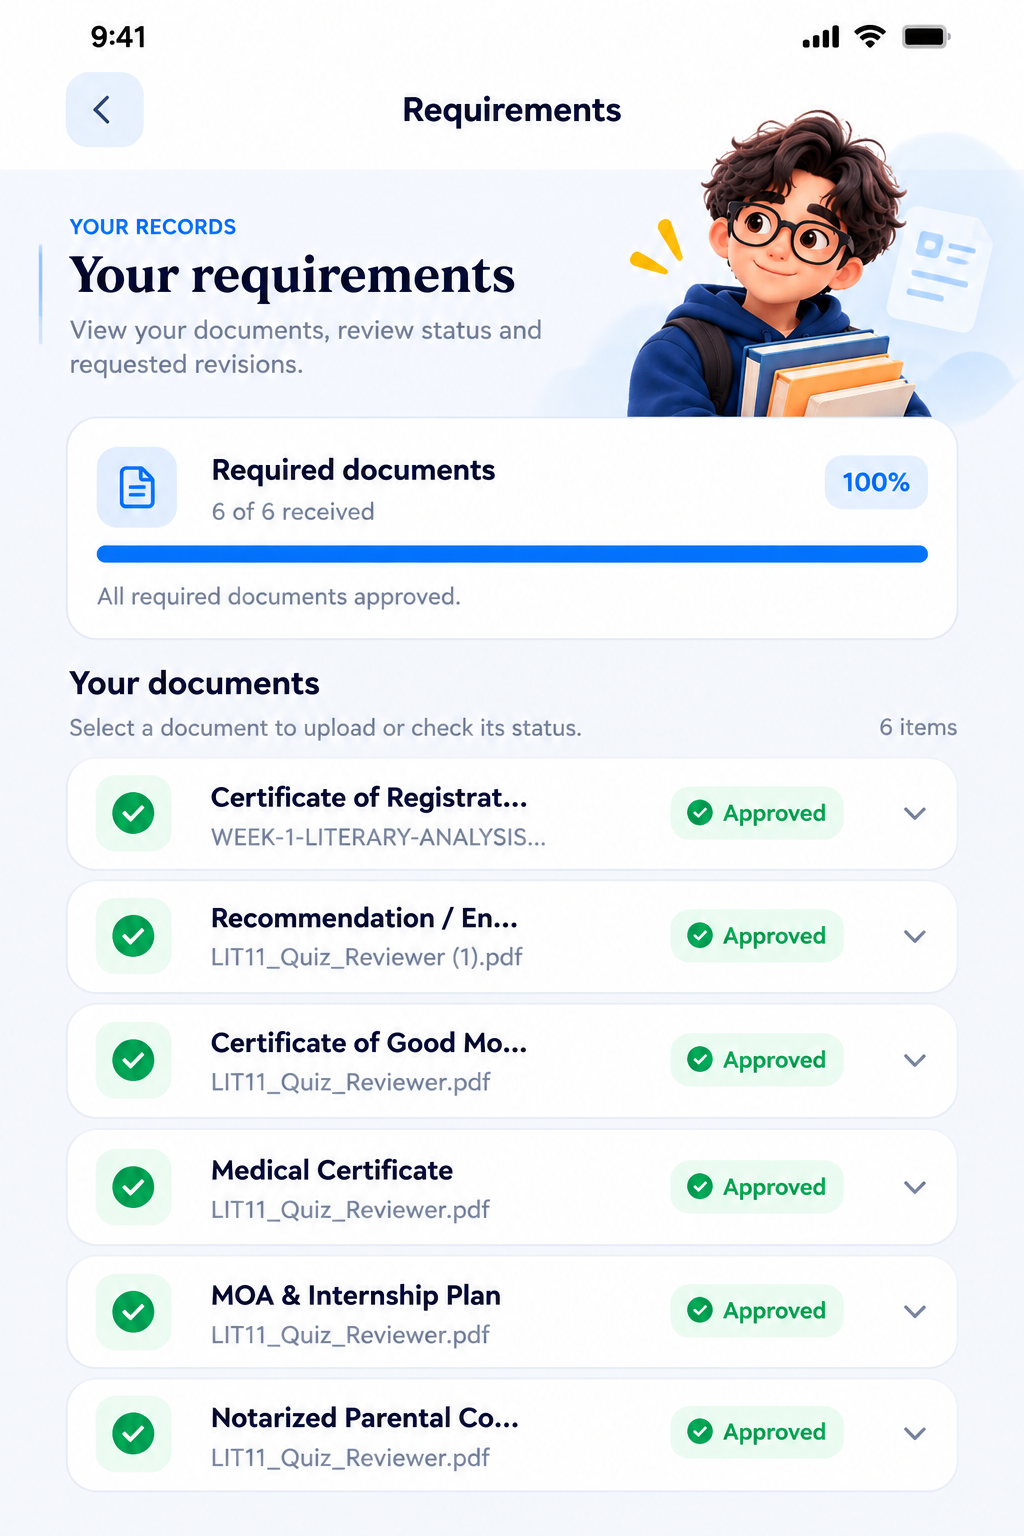 9:41
Requirements
YOUR RECORDS
Your requirements
View your documents, review status and
requested revisions.
Required documents
6 of 6 received
100%
All required documents approved.
Your documents
Select a document to upload or check its status.
6 items
Certificate of Registrat...
WEEK-1-LITERARY-ANALYSIS...
Approved
Recommendation / En...
LIT11_Quiz_Reviewer (1).pdf
Approved
Certificate of Good Mo...
LIT11_Quiz_Reviewer.pdf
Approved
Medical Certificate
LIT11_Quiz_Reviewer.pdf
Approved
MOA & Internship Plan
LIT11_Quiz_Reviewer.pdf
Approved
Notarized Parental Co...
LIT11_Quiz_Reviewer.pdf
Approved